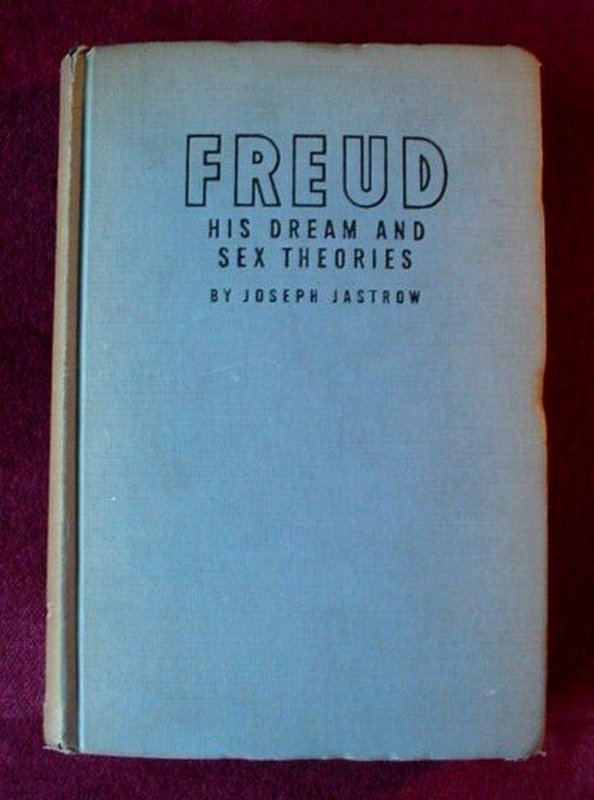 FREUD
HIS DREAM AND
SEX THEORIES
BY JOSEPH JASTROW